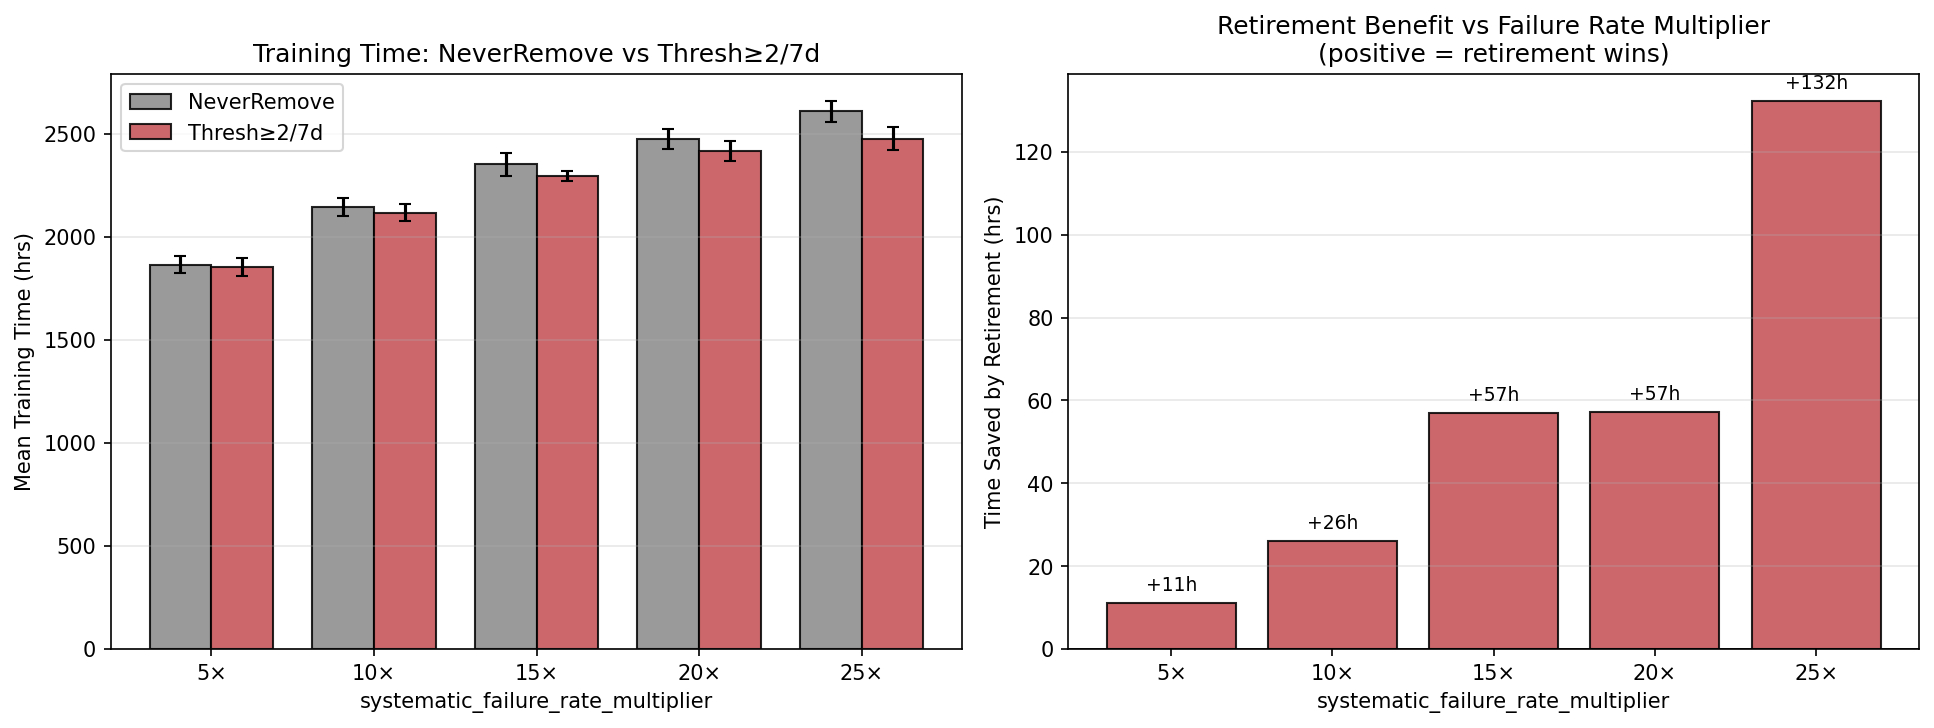 Training Time: NeverRemove vs Thresh≥2/7d
NeverRemove
Thresh≥2/7d
Mean Training Time (hrs)
2500
2000
1500
1000
500
0
5×
10×
15×
20×
25×
systematic_failure_rate_multiplier
Retirement Benefit vs Failure Rate Multiplier
(positive = retirement wins)
Time Saved by Retirement (hrs)
120
100
80
60
40
20
0
+11h
+26h
+57h
+57h
+132h
5×
10×
15×
20×
25×
systematic_failure_rate_multiplier